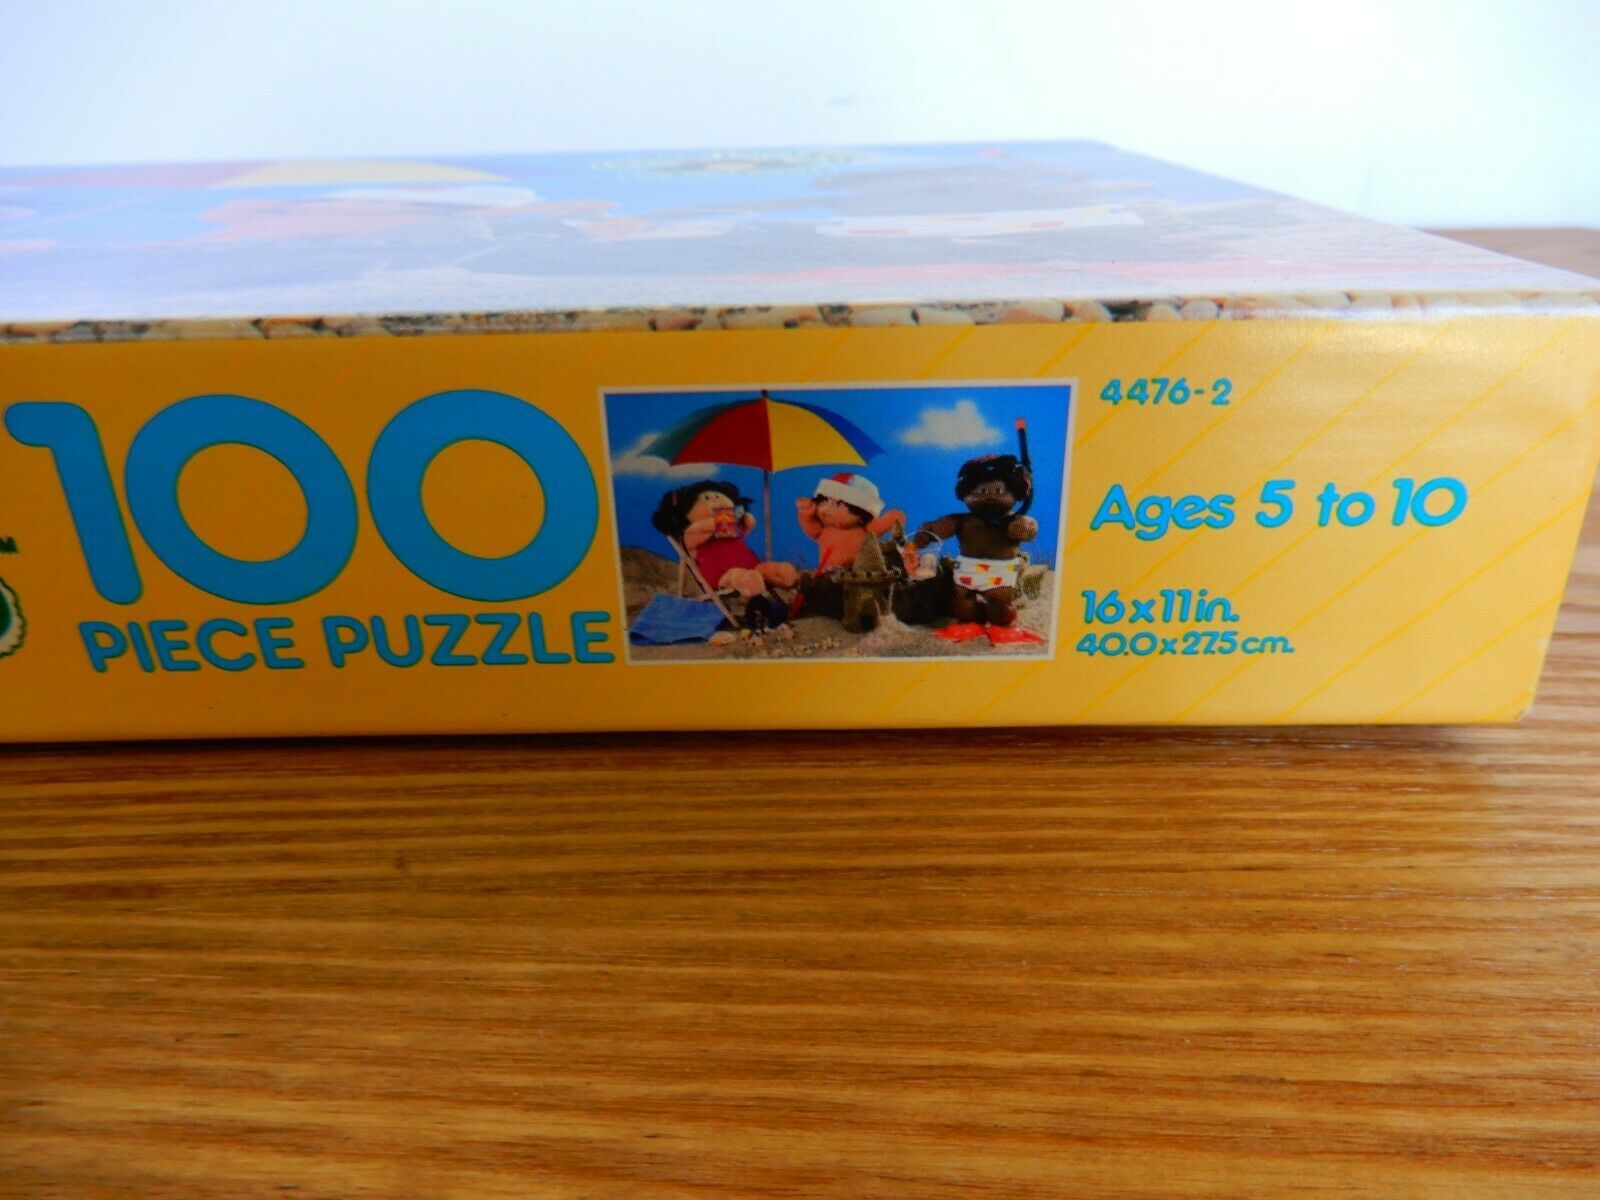 100
PIECE PUZZLE
4476-2
Ages 5 to 10
16x11in.
40.0x27.5cm.